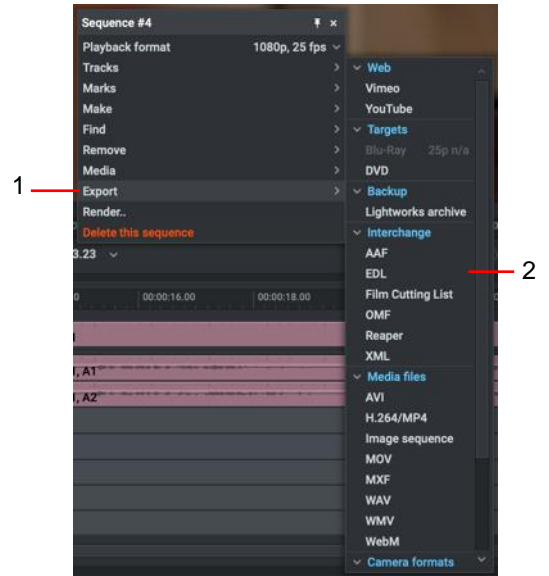 Sequence #4
Playback format 1080p, 25 fps
Tracks
Marks
Make
Find
Remove
Media
1
Export
Render..
Delete this sequence
3.23
00:00:16.00 00:00:18.00
, A1
, A2
Web
Vimeo
YouTube
Targets
Blu-Ray 25p n/a
DVD
Backup
Lightworks archive
Interchange
AAF
EDL
2
Film Cutting List
OMF
Reaper
XML
Media files
AVI
H.264/MP4
Image sequence
MOV
MXF
WAV
WMV
WebM
Camera formats